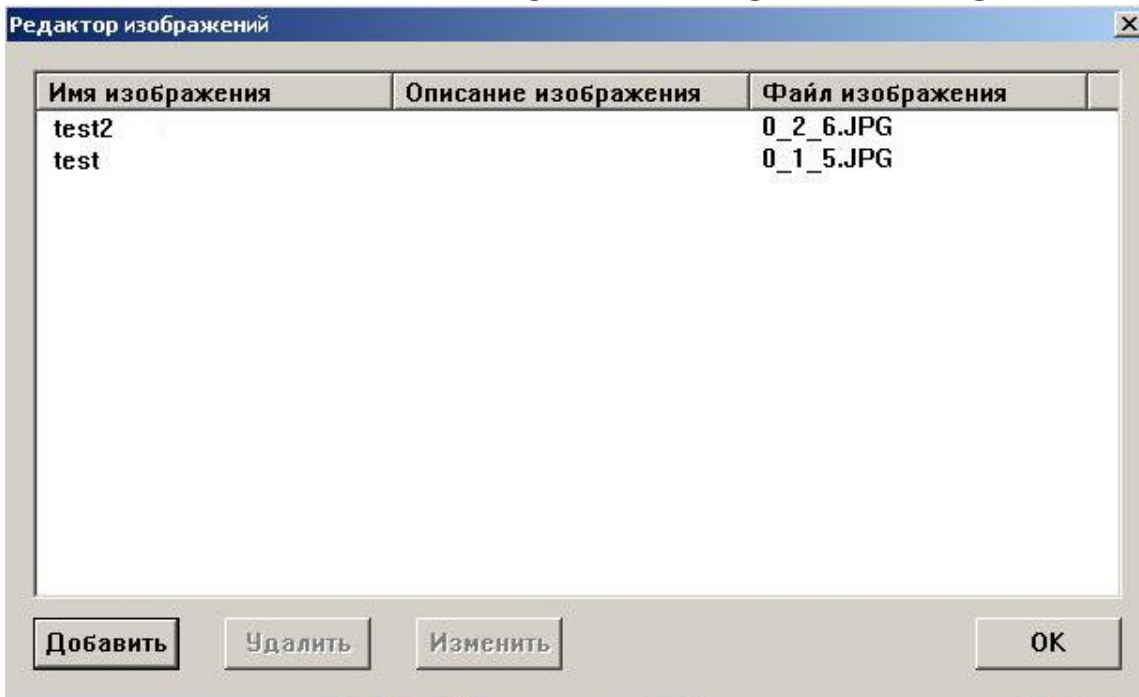 Редактор изображений
Имя изображения Описание изображения Файл изображения
test2 0_2_6.JPG
test 0_1_5.JPG
Добавить Удалить Изменить OK